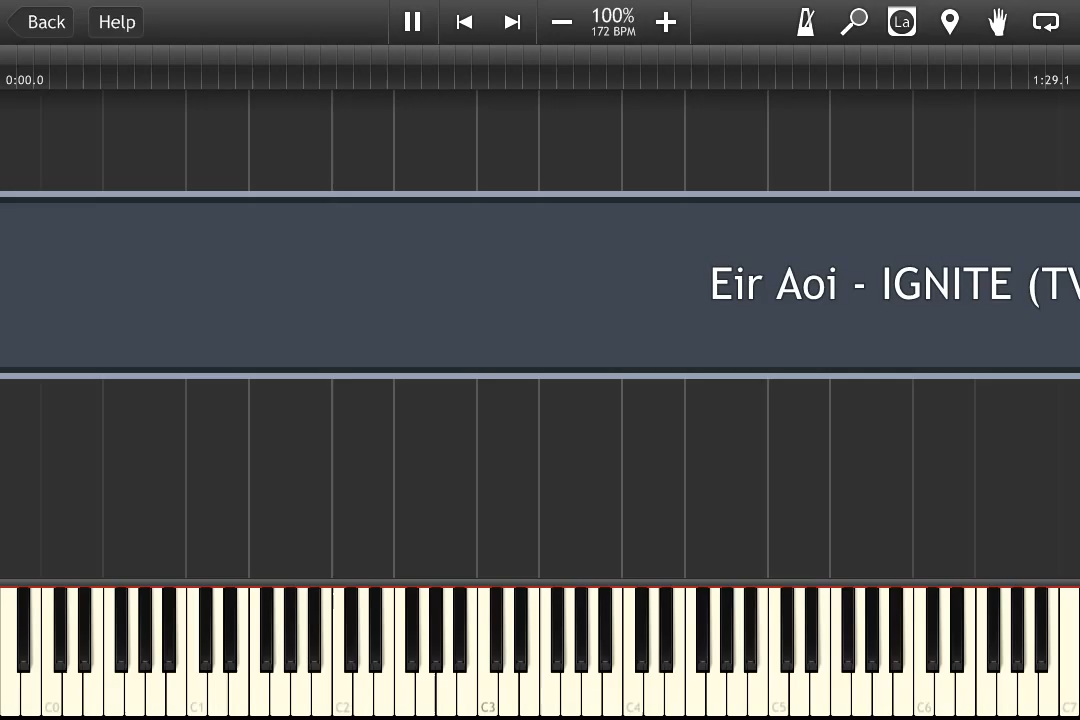 Back
Help
100%
172 BPM
La
0:00.0
1:29.1
Eir Aoi - IGNITE (TV
C0
C1
C2
C3
C4
C5
C6
C7